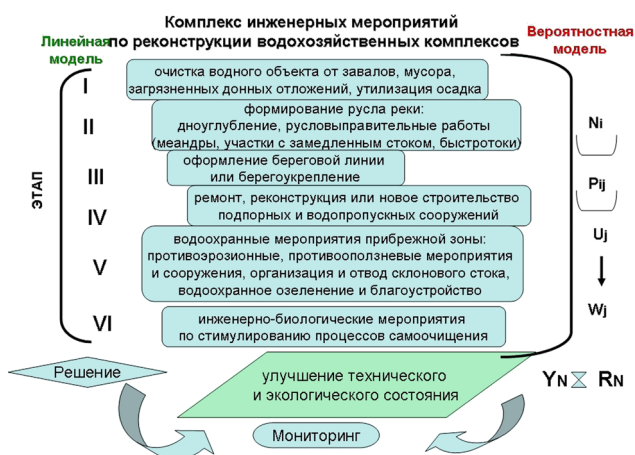 Комплекс инженерных мероприятий
по реконструкции водохозяйственных комплексов
Линейная
модель
Вероятностная
модель
ЭТАП
I
очистка водного объекта от завалов, мусора,
загрязненных донных отложений, утилизация осадка
II
формирование русла реки:
дноуглубление, русловыправительные работы
(меандры, участки с замедленным стоком, быстротоки)
III
оформление береговой линии
или берегоукрепление
IV
ремонт, реконструкция или новое строительство
подпорных и водопропускных сооружений
V
водоохранные мероприятия прибрежной зоны:
противоэрозионные, противооползневые мероприятия
и сооружения, организация и отвод склонового стока,
водоохранное озеленение и благоустройство
VI
инженерно-биологические мероприятия
по стимулированию процессов самоочищения
Ni
Pij
Uj
Wj
Решение
улучшение технического
и экологического состояния
YN RN
Мониторинг